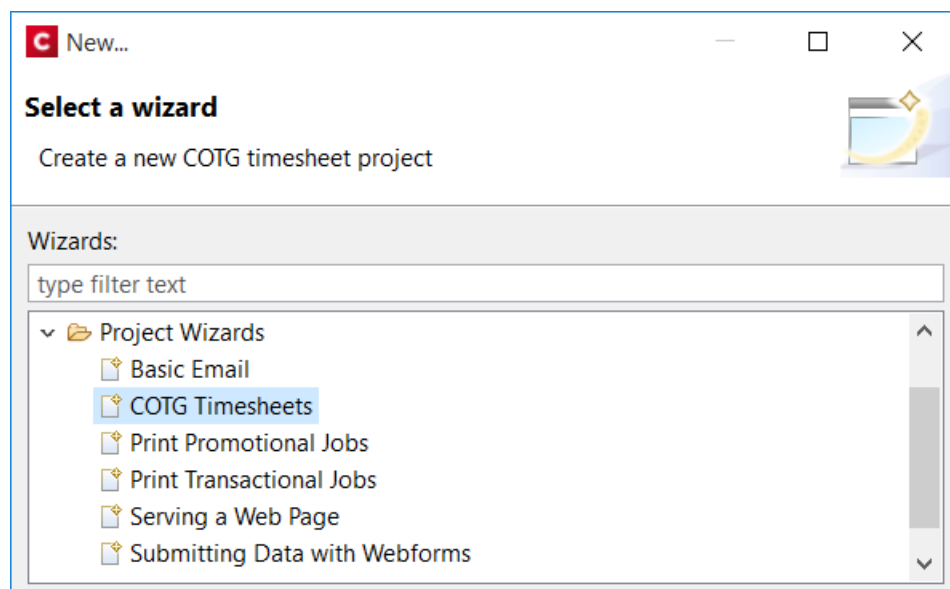 C New...
Select a wizard
Create a new COTG timesheet project
Wizards:
type filter text
Project Wizards
Basic Email
COTG Timesheets
Print Promotional Jobs
Print Transactional Jobs
Serving a Web Page
Submitting Data with Webforms